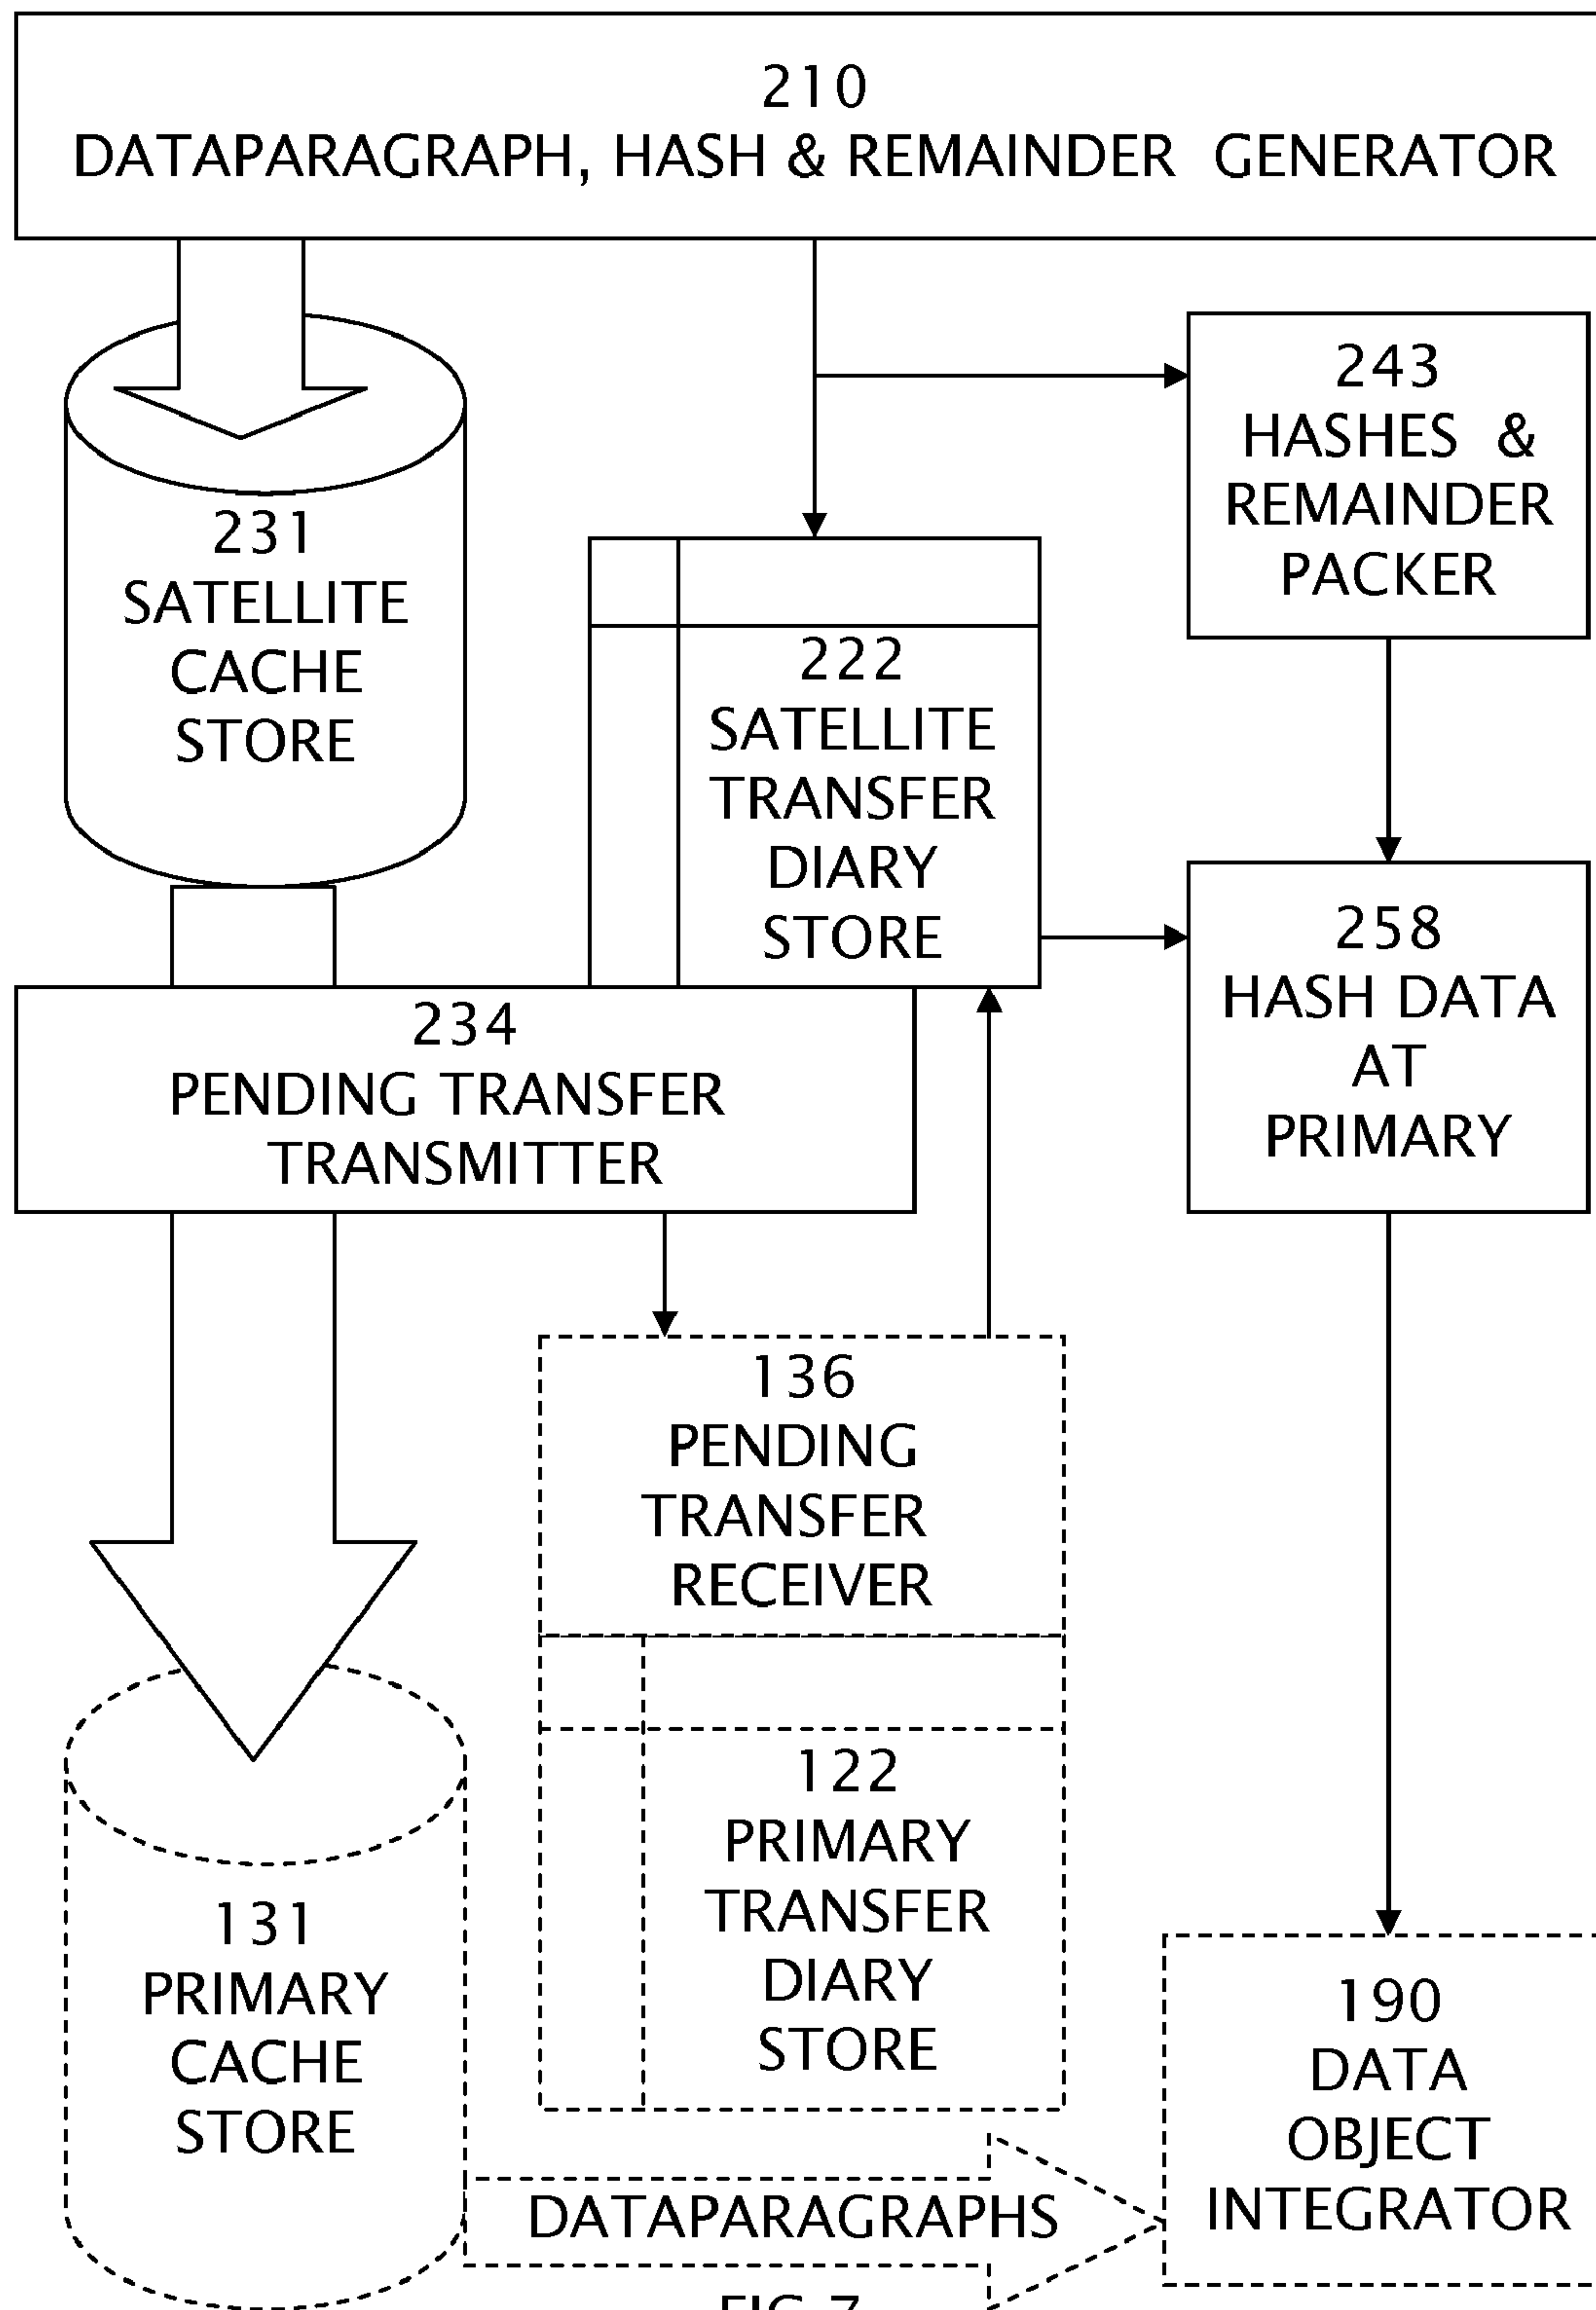 210
DATAPARAGRAPH, HASH & REMAINDER GENERATOR
243
HASHES &
REMAINDER
PACKER
231
SATELLITE
CACHE
STORE
222
SATELLITE
TRANSFER
DIARY
STORE
258
HASH DATA
AT
PRIMARY
234
PENDING TRANSFER
TRANSMITTER
136
PENDING
TRANSFER
RECEIVER
122
PRIMARY
TRANSFER
DIARY
STORE
131
PRIMARY
CACHE
STORE
190
DATA
OBJECT
INTEGRATOR
DATAPARAGRAPHS
FIG 7